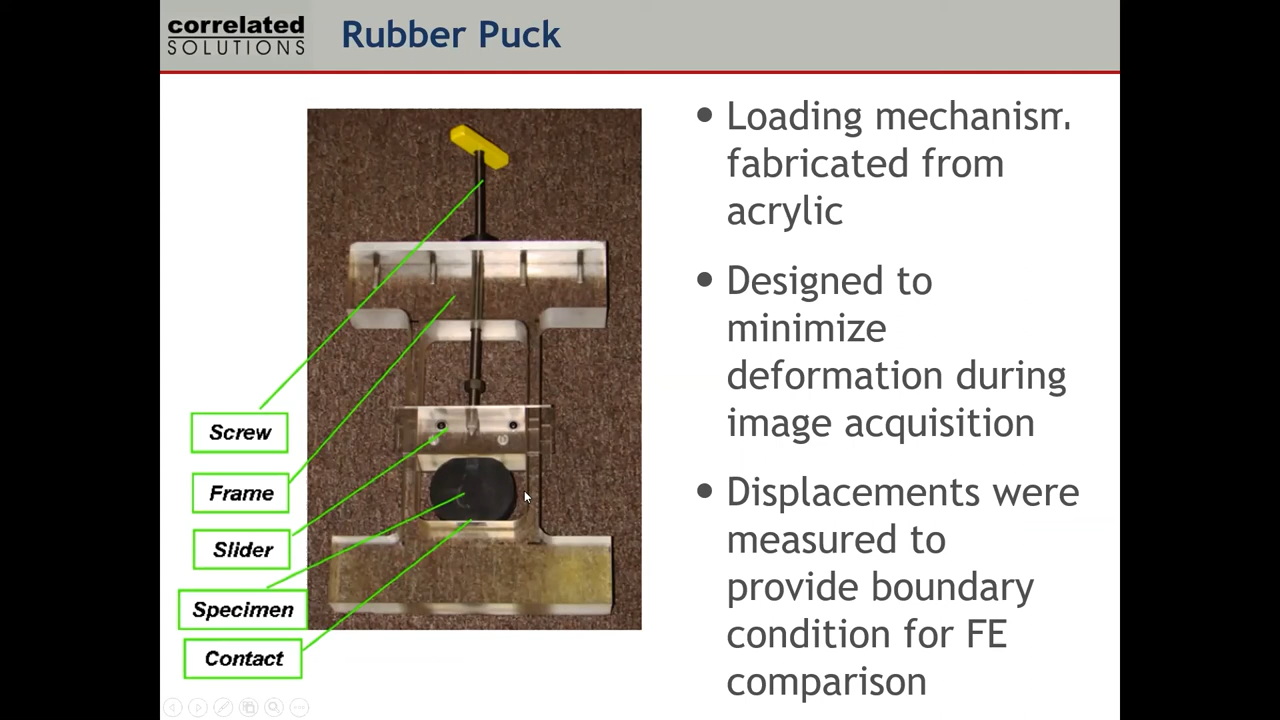 correlated
SOLUTIONS
Rubber Puck
Screw
Frame
Slider
Specimen
Contact
• Loading mechanism
fabricated from
acrylic
• Designed to
minimize
deformation during
image acquisition
• Displacements were
measured to
provide boundary
condition for FE
comparison